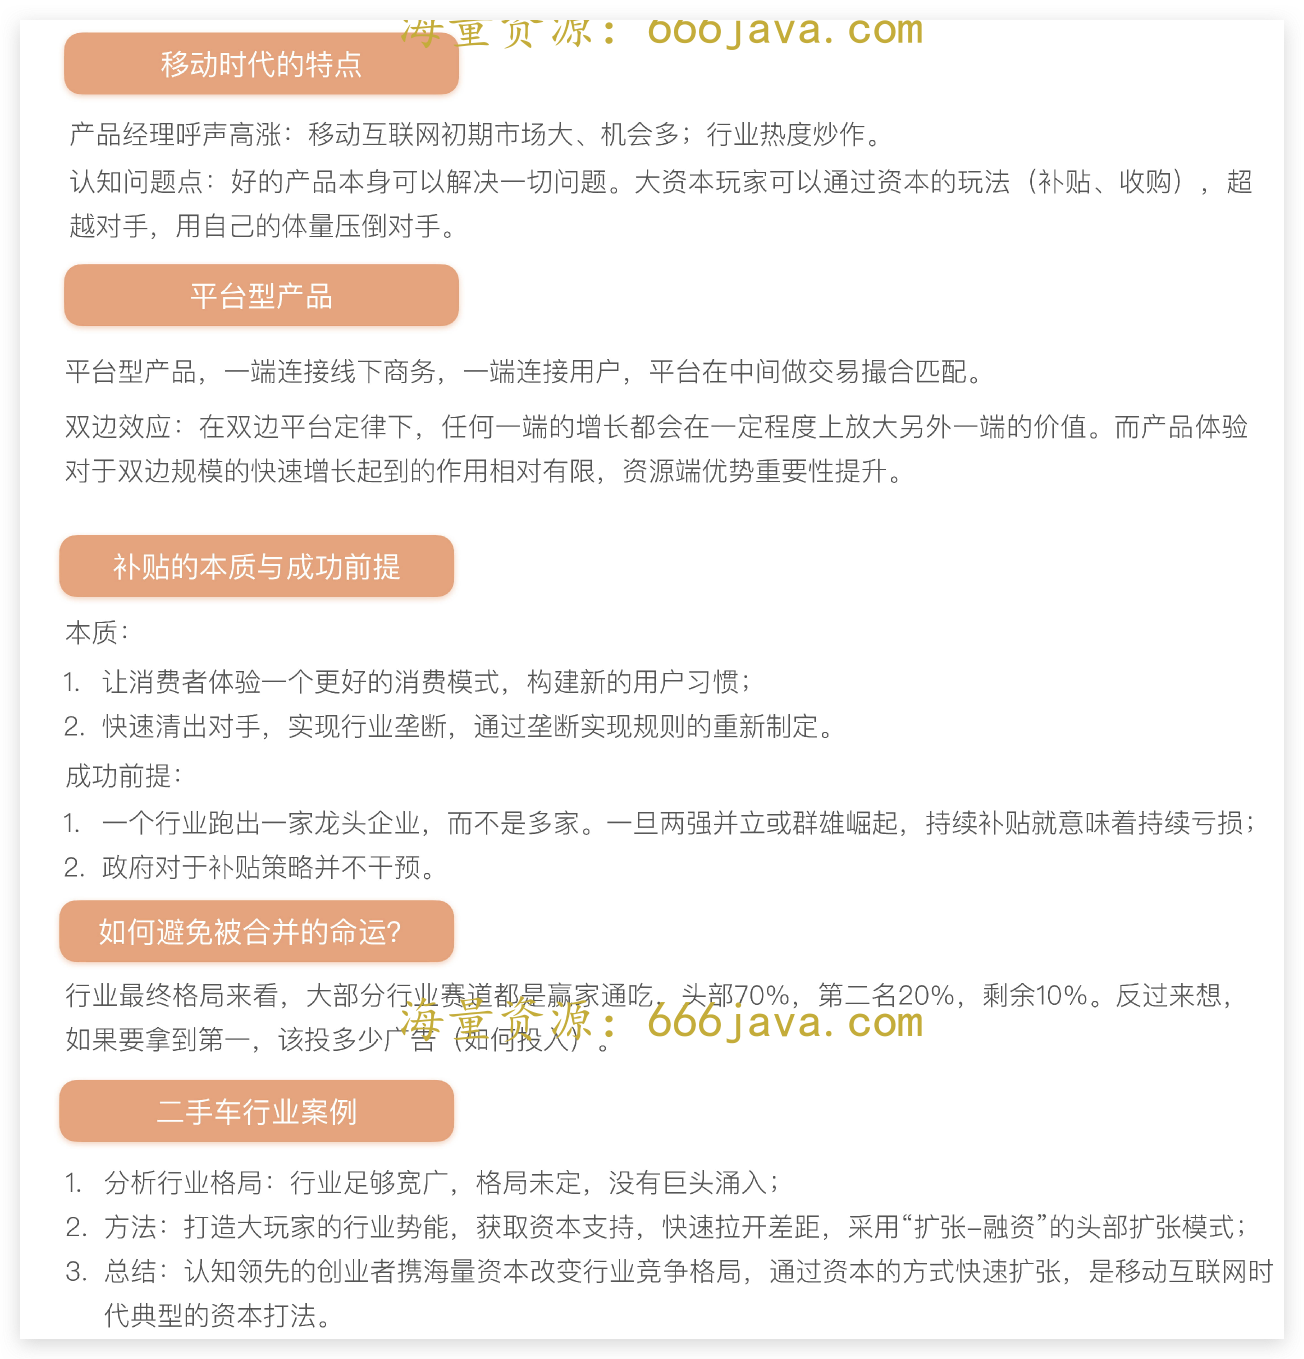 海量资源：666java.com
移动时代的特点
产品经理呼声高涨：移动互联网初期市场大、机会多；行业热度炒作。
认知问题点：好的产品本身可以解决一切问题。大资本玩家可以通过资本的玩法（补贴、收购），超
越对手，用自己的体量压倒对手。
平台型产品
平台型产品，一端连接线下商务，一端连接用户，平台在中间做交易撮合匹配。
双边效应：在双边平台定律下，任何一端的增长都会在一定程度上放大另外一端的价值。而产品体验
对于双边规模的快速增长起到的作用相对有限，资源端优势重要性提升。
补贴的本质与成功前提
本质：
1. 让消费者体验一个更好的消费模式，构建新的用户习惯；
2. 快速清出对手，实现行业垄断，通过垄断实现规则的重新制定。
成功前提：
1. 一个行业跑出一家龙头企业，而不是多家。一旦两强并立或群雄崛起，持续补贴就意味着持续亏损；
2. 政府对于补贴策略并不干预。
如何避免被合并的命运？
行业最终格局来看，大部分行业赛道都是赢家通吃，头部70%，第二名20%，剩余10%。反过来想，
海量资源：666java.com
如果要拿到第一，该投多少广告（如何投入）。
二手车行业案例
1. 分析行业格局：行业足够宽广，格局未定，没有巨头涌入；
2. 方法：打造大玩家的行业势能，获取资本支持，快速拉开差距，采用“扩张-融资”的头部扩张模式；
3. 总结：认知领先的创业者携海量资本改变行业竞争格局，通过资本的方式快速扩张，是移动互联网时
代典型的资本打法。